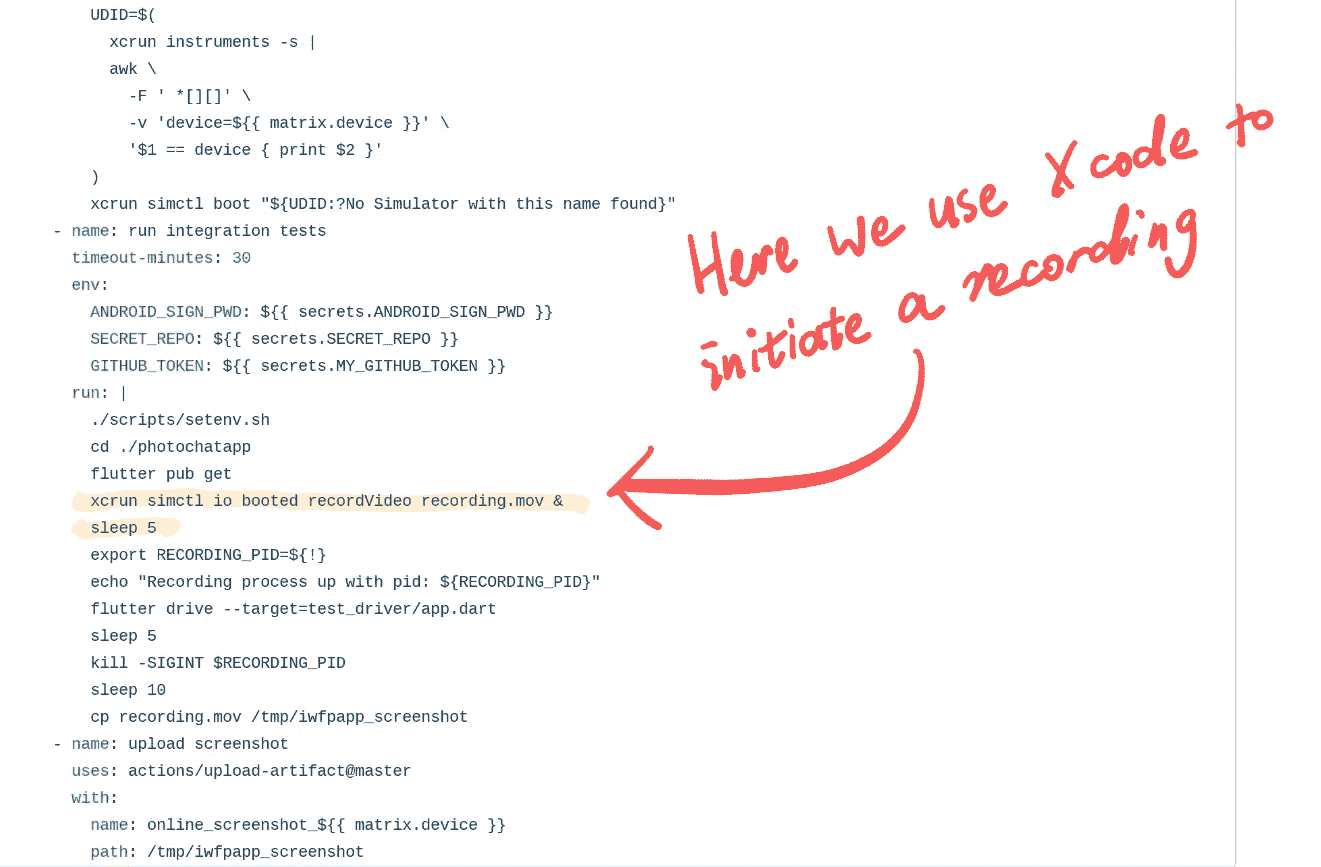 UDID=$(
xcrun instruments -s |
awk \
-F ' *[][]' \
-v 'device=${{ matrix.device }}' \
'$1 == device { print $2 }'
)
xcrun simctl boot "${UDID:?No Simulator with this name found}"
- name: run integration tests
timeout-minutes: 30
env:
ANDROID_SIGN_PWD: ${{ secrets.ANDROID_SIGN_PWD }}
SECRET_REPO: ${{ secrets.SECRET_REPO }}
GITHUB_TOKEN: ${{ secrets.MY_GITHUB_TOKEN }}
run: |
./scripts/setenv.sh
cd ./photochatapp
flutter pub get
xcrun simctl io booted recordVideo recording.mov &
sleep 5
export RECORDING_PID=${!}
echo "Recording process up with pid: ${RECORDING_PID}"
flutter drive --target=test_driver/app.dart
sleep 5
kill -SIGINT $RECORDING_PID
sleep 10
cp recording.mov /tmp/iwfpapp_screenshot
- name: upload screenshot
uses: actions/upload-artifact@master
with:
name: online_screenshot_${{ matrix.device }}
path: /tmp/iwfpapp_screenshot
Here we use Xcode to
initiate a recording